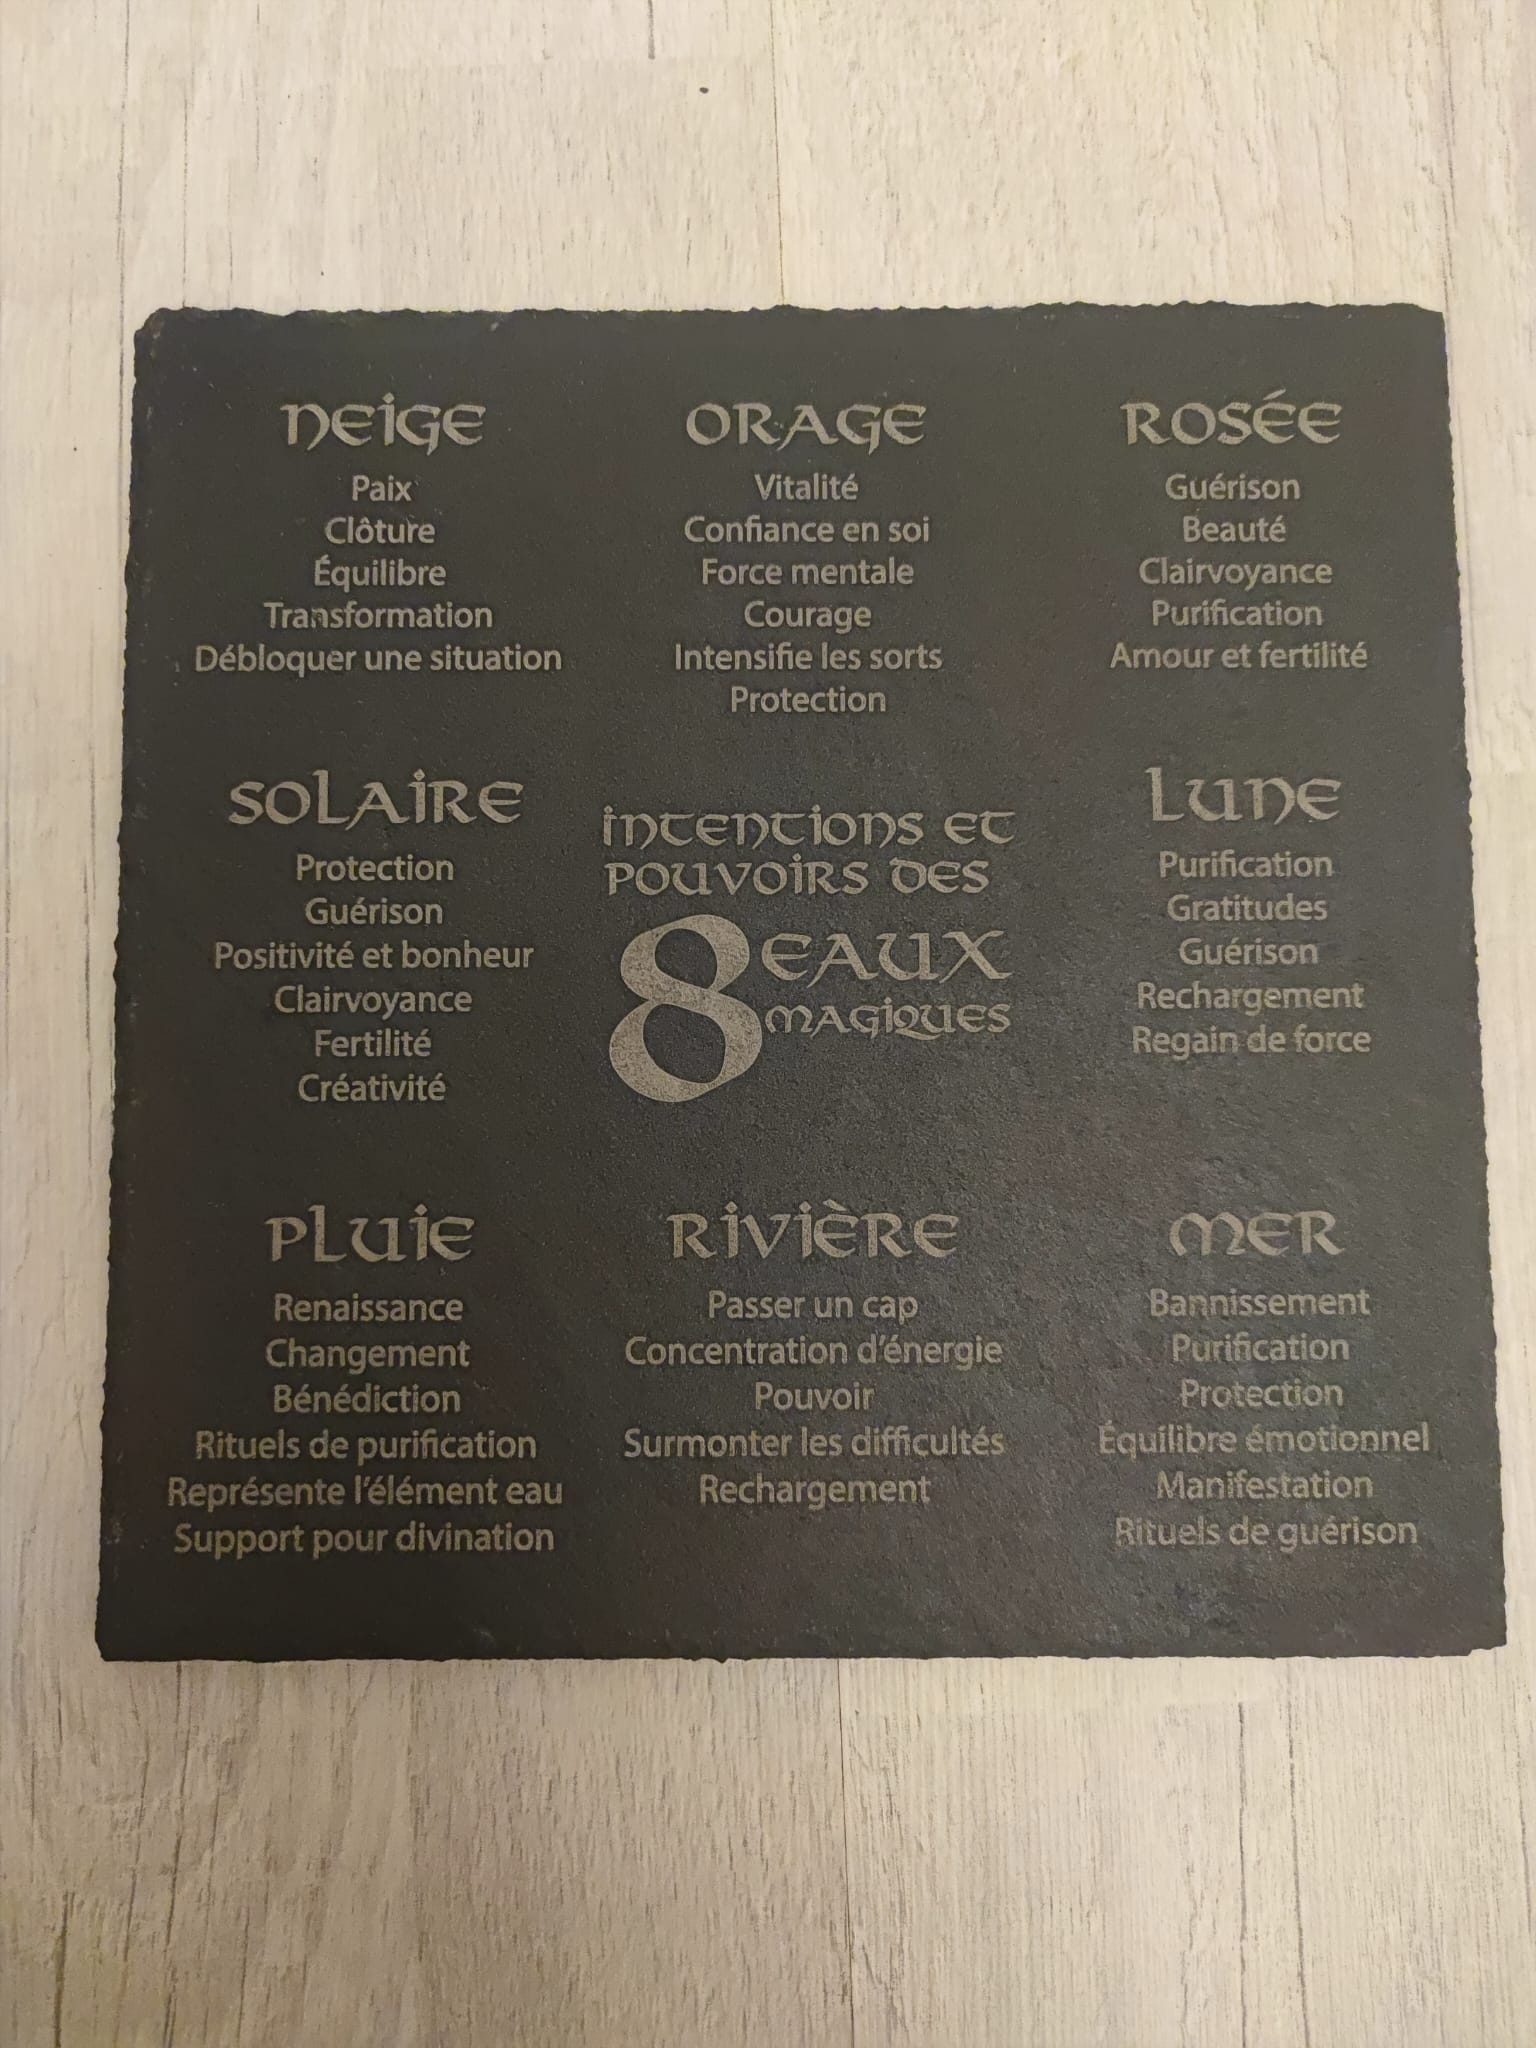 NEIGE
Paix
Clôture
Équilibre
Transformation
Débloquer une situation
ORAGE
Vitalité
Confiance en soi
Force mentale
Courage
Intensifie les sorts
Protection
ROSÉE
Guérison
Beauté
Clairvoyance
Purification
Amour et fertilité
SOLAIRE
Protection
Guérison
Positivité et bonheur
Clairvoyance
Fertilité
Créativité
INTENTIONS ET
POUVOIRS DES
8 EAUX
MAGIQUES
LUNE
Purification
Gratitudes
Guérison
Rechargement
Regain de force
PLUIE
Renaissance
Changement
Bénédiction
Rituels de purification
Représente l'élément eau
Support pour divination
RIVIÈRE
Passer un cap
Concentration d'énergie
Pouvoir
Surmonter les difficultés
Rechargement
MER
Bannissement
Purification
Protection
Équilibre émotionnel
Manifestation
Rituels de guérison